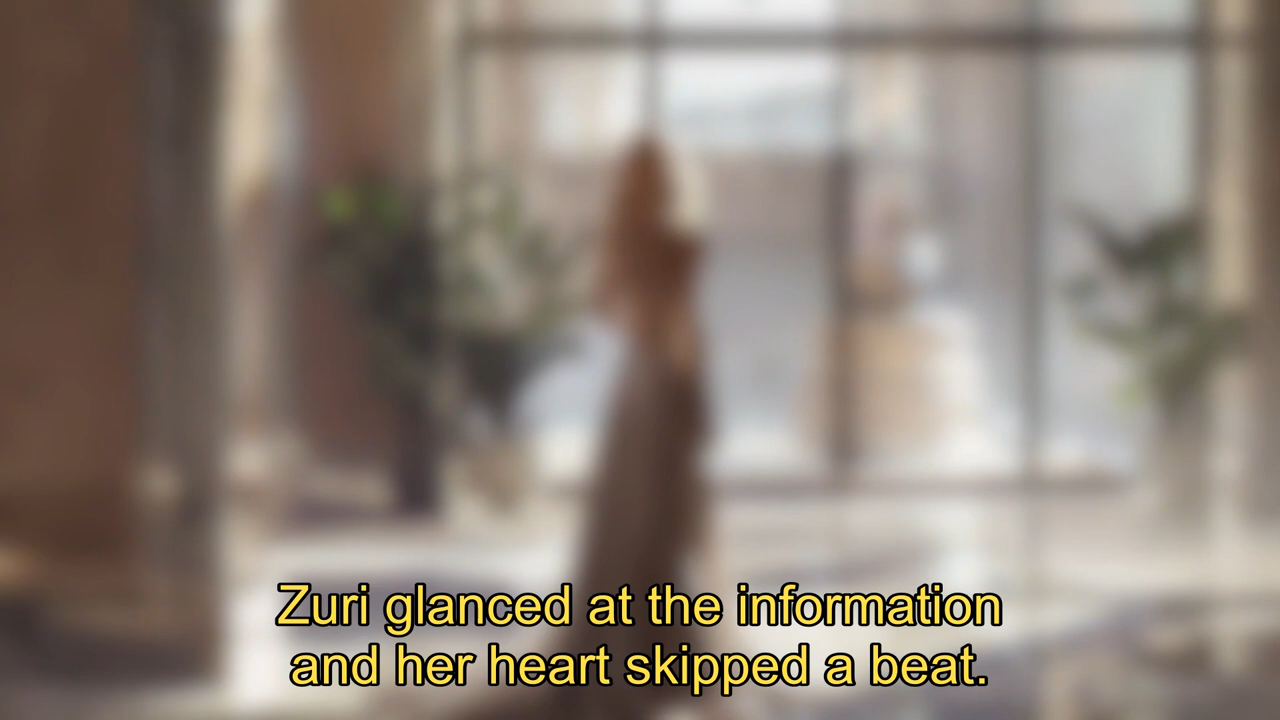 Zuri glanced at the information
and her heart skipped a beat.